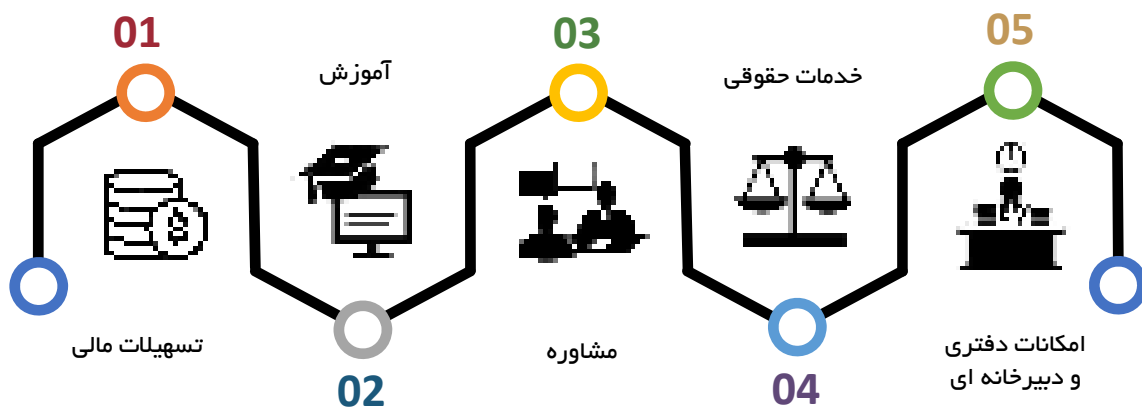 01
تسهیلات مالی
آموزش
02
03
مشاوره
خدمات حقوقی
04
05
امکانات دفتری
و دبیرخانه ای